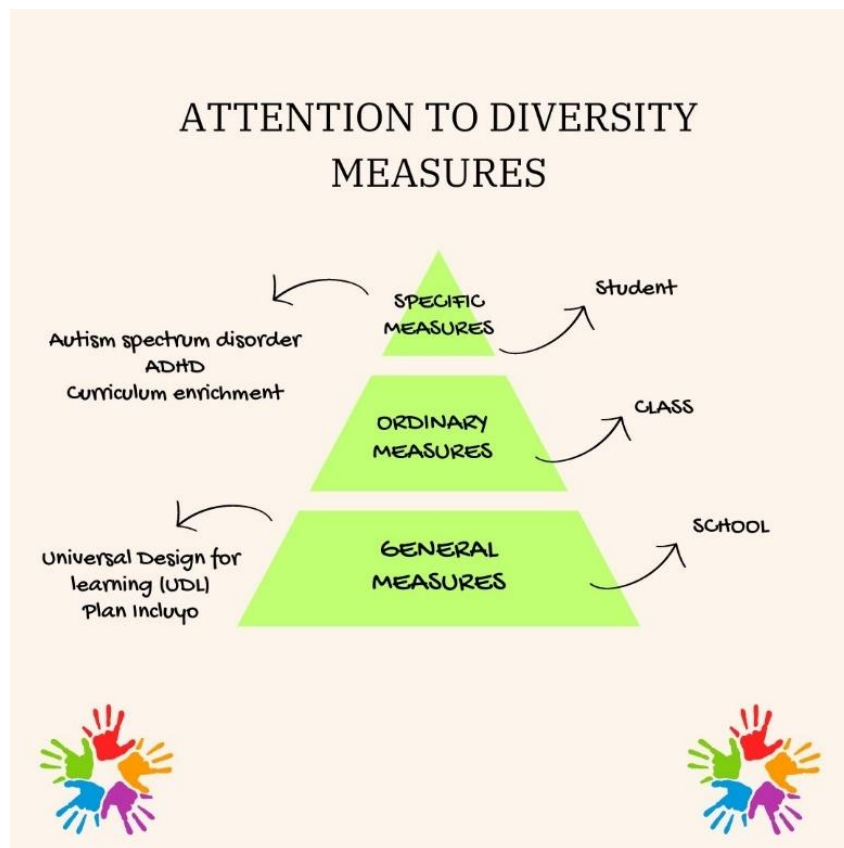 ATTENTION TO DIVERSITY
MEASURES
SPECIFIC
MEASURES
Student
Autism spectrum disorder
ADHD
Curriculum enrichment
ORDINARY
MEASURES
CLASS
GENERAL
MEASURES
SCHOOL
Universal Design for
learning (UDL)
Plan Incluyo